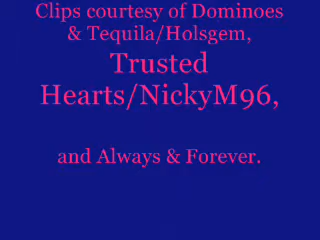 Clips courtesy of Dominoes
& Tequila/Holsgem,
Trusted
Hearts/NickyM96,
and Always & Forever.